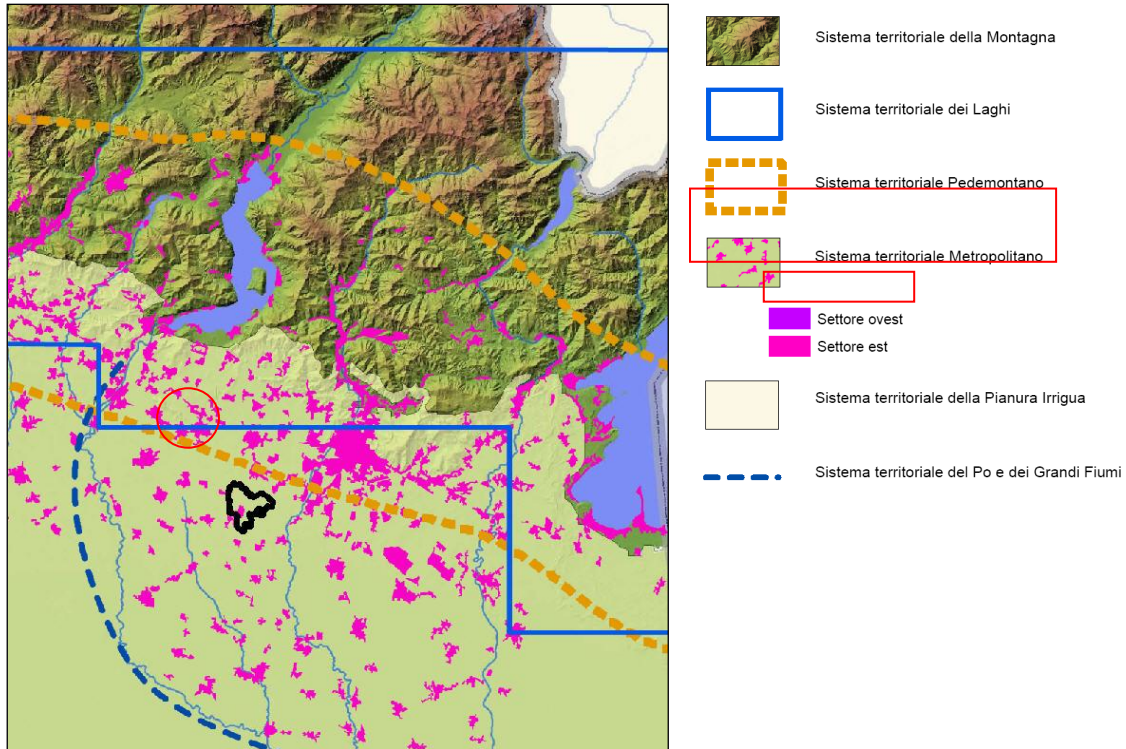 Sistema territoriale della Montagna
Sistema territoriale dei Laghi
Sistema territoriale Pedemontano
Sistema territoriale Metropolitano
Settore ovest
Settore est
Sistema territoriale della Pianura Irrigua
Sistema territoriale del Po e dei Grandi Fiumi